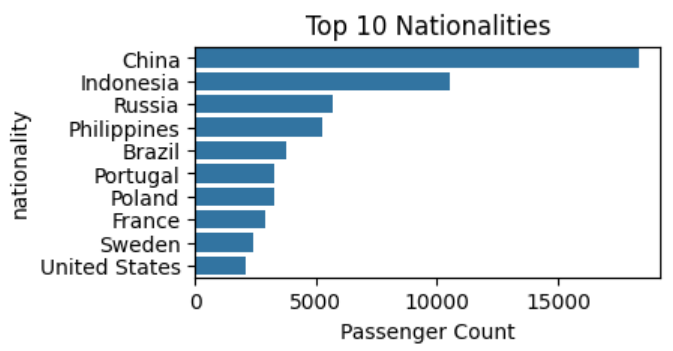 Top 10 Nationalities
nationality
China
Indonesia
Russia
Philippines
Brazil
Portugal
Poland
France
Sweden
United States
0 5000 10000 15000
Passenger Count